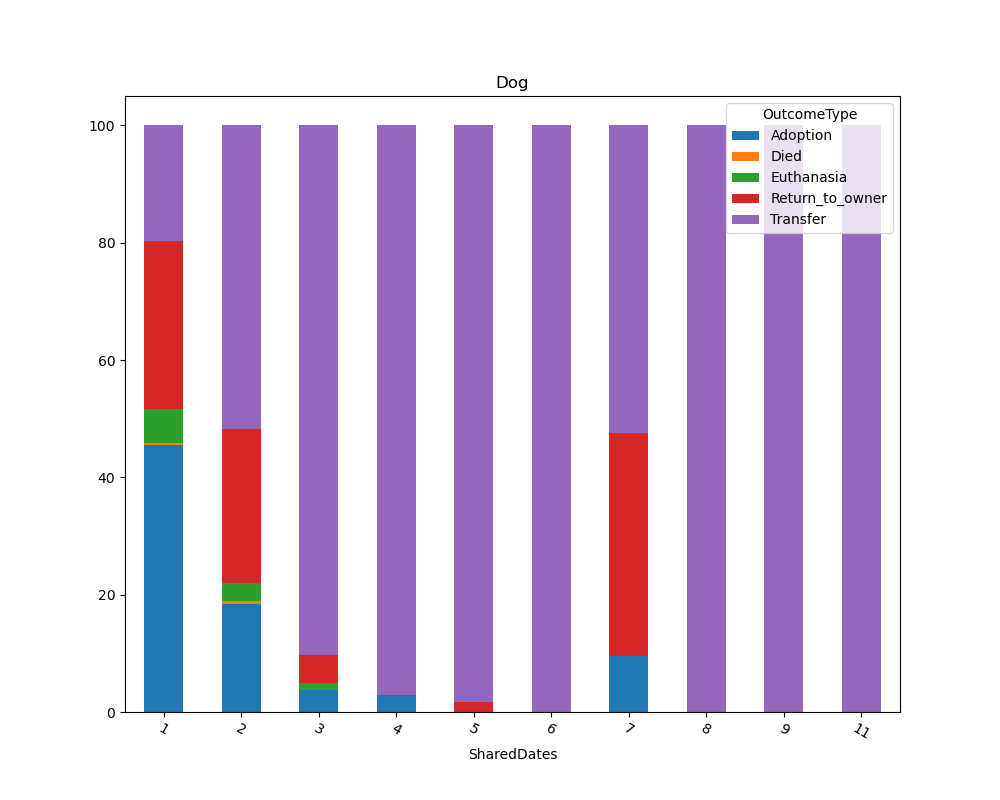 Dog
OutcomeType
Adoption
Died
Euthanasia
Return_to_owner
Transfer
100
80
60
40
20
0
1 2 3 4 5 6 7 8 9 11
SharedDates